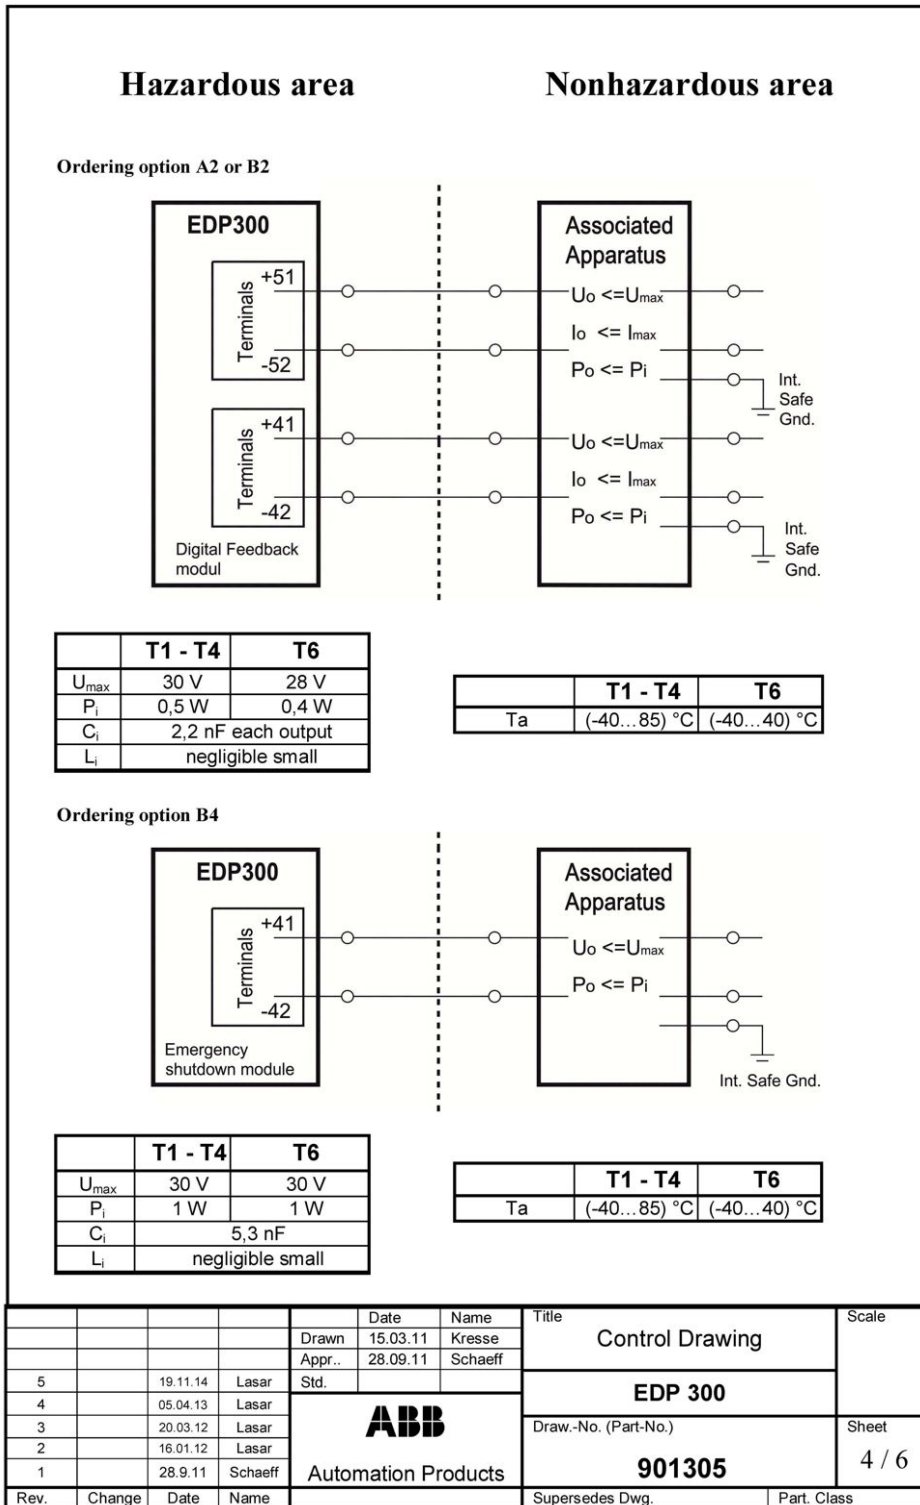 Hazardous area
Nonhazardous area
Ordering option A2 or B2
EDP300
Terminals
+51
-52
Terminals
+41
-42
Digital Feedback
modul
Associated
Apparatus
Uo <=Umax
Io <= Imax
Po <= Pi
Int.
Safe
Gnd.
Uo <=Umax
Io <= Imax
Po <= Pi
Int.
Safe
Gnd.
T1 - T4 T6
Umax 30 V 28 V
Pi 0,5 W 0,4 W
Ci 2,2 nF each output
Li negligible small
T1 - T4 T6
Ta (-40...85) °C (-40...40) °C
Ordering option B4
EDP300
Terminals
+41
-42
Emergency
shutdown module
Associated
Apparatus
Uo <=Umax
Po <= Pi
Int. Safe Gnd.
T1 - T4 T6
Umax 30 V 30 V
Pi 1 W 1 W
Ci 5,3 nF
Li negligible small
T1 - T4 T6
Ta (-40...85) °C (-40...40) °C
5 19.11.14 Lasar
4 05.04.13 Lasar
3 20.03.12 Lasar
2 16.01.12 Lasar
1 28.9.11 Schaeff
Rev. Change Date Name
Date Name
Drawn 15.03.11 Kresse
Appr.. 28.09.11 Schaeff
Std.
ABB
Automation Products
Title
Control Drawing
EDP 300
Draw.-No. (Part-No.)
901305
Supersedes Dwg.
Scale
Sheet
4 / 6
Part. Class